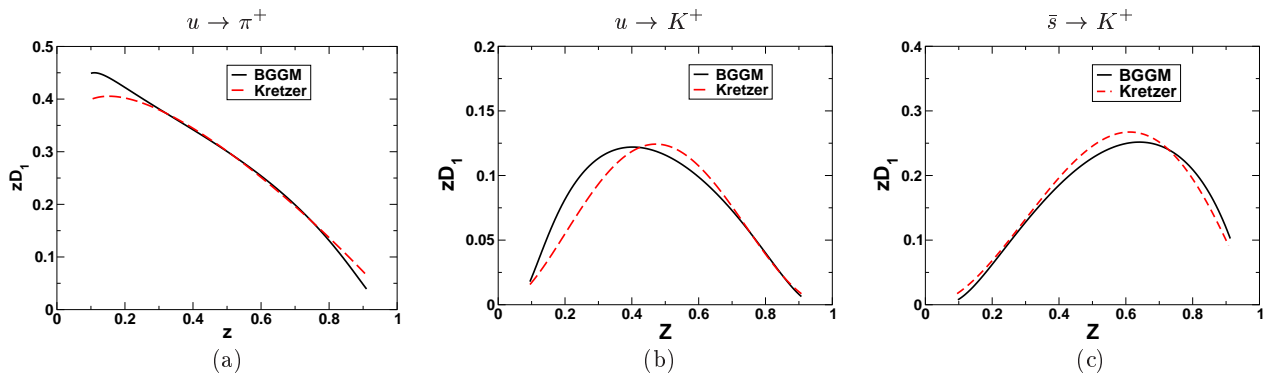 u → π⁺
u → K⁺
s̄ → K⁺
0.5
0.4
0.3
0.2
0.1
0
zD₁
BGGM
Kretzer
0 0.2 0.4 0.6 0.8 1
z
(a)
0.2
0.15
0.1
0.05
0
zD₁
BGGM
Kretzer
0 0.2 0.4 0.6 0.8 1
Z
(b)
0.4
0.3
0.2
0.1
0
zD₁
BGGM
Kretzer
0 0.2 0.4 0.6 0.8 1
Z
(c)